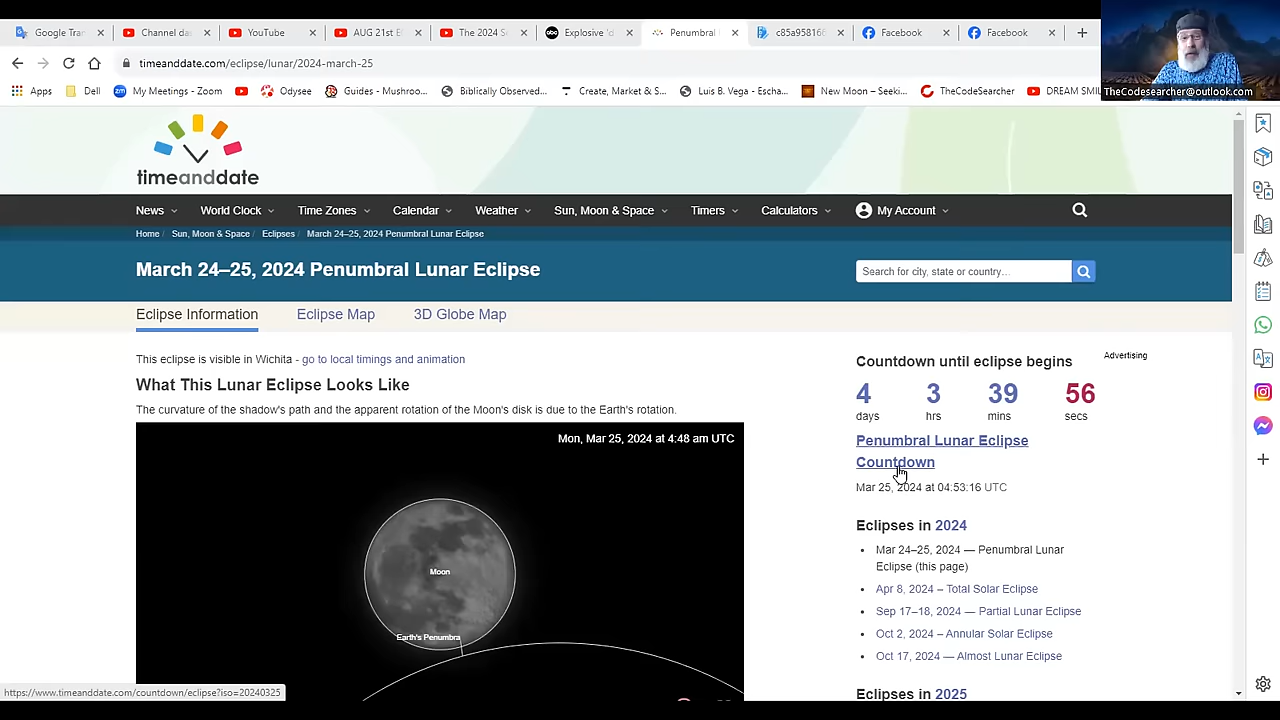 Google Tran
Channel da
YouTube
AUG 21st E
The 2024 S
Explosive 'd
Penumbral
c85a958166
Facebook
Facebook
timeanddate.com/eclipse/lunar/2024-march-25
TheCodesearcher@outlook.com
Apps
Dell
My Meetings - Zoom
Odysee
Guides - Mushroo...
Biblically Observed...
Create, Market & S...
Luis B. Vega - Escha...
New Moon – Seeki...
TheCodeSearcher
DREAM SMI
timeanddate
News
World Clock
Time Zones
Calendar
Weather
Sun, Moon & Space
Timers
Calculators
My Account
Home / Sun, Moon & Space / Eclipses / March 24–25, 2024 Penumbral Lunar Eclipse
March 24–25, 2024 Penumbral Lunar Eclipse
Search for city, state or country…
Eclipse Information
Eclipse Map
3D Globe Map
This eclipse is visible in Wichita - go to local timings and animation
What This Lunar Eclipse Looks Like
The curvature of the shadow's path and the apparent rotation of the Moon's disk is due to the Earth's rotation.
Mon, Mar 25, 2024 at 4:48 am UTC
Moon
Earth's Penumbra
Advertising
Countdown until eclipse begins
4 3 39 56
days hrs mins secs
Penumbral Lunar Eclipse
Countdown
Mar 25, 2024 at 04:53:16 UTC
Eclipses in 2024
Mar 24–25, 2024 — Penumbral Lunar
Eclipse (this page)
Apr 8, 2024 – Total Solar Eclipse
Sep 17–18, 2024 — Partial Lunar Eclipse
Oct 2, 2024 – Annular Solar Eclipse
Oct 17, 2024 — Almost Lunar Eclipse
Eclipses in 2025
https://www.timeanddate.com/countdown/eclipse?iso=20240325